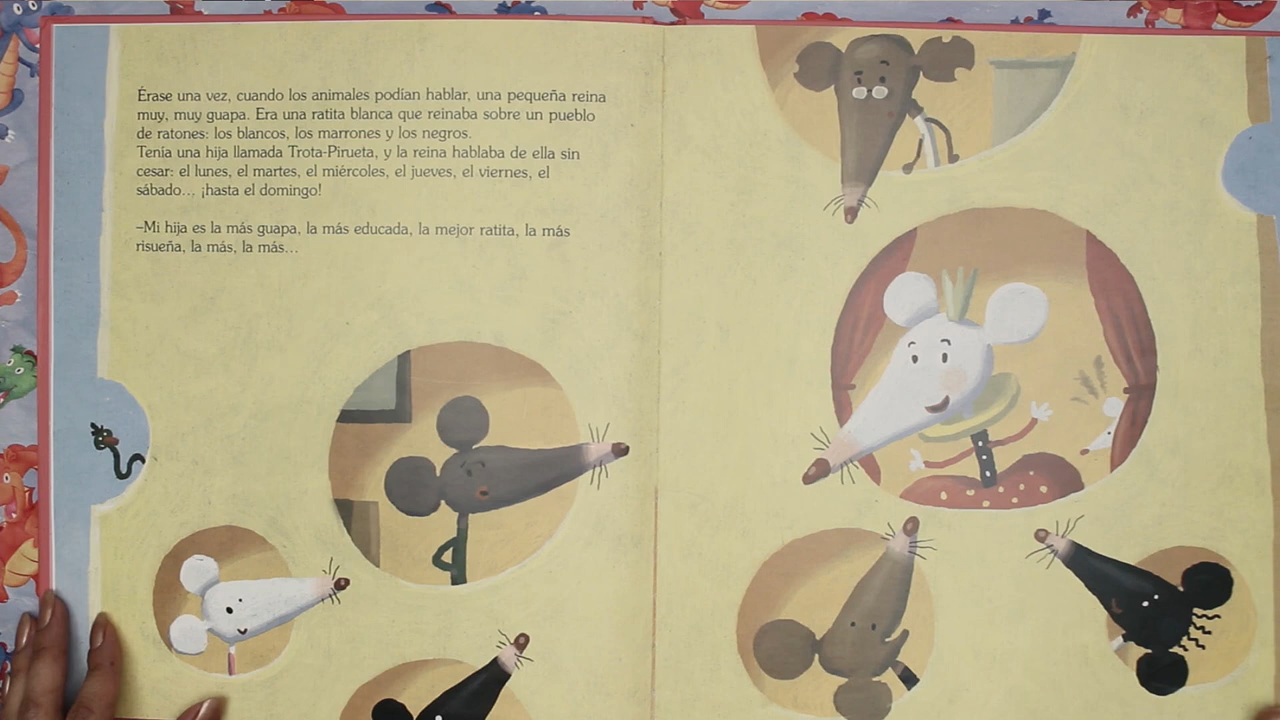 Érase una vez, cuando los animales podían hablar, una pequeña reina
muy, muy guapa. Era una ratita blanca que reinaba sobre un pueblo
de ratones: los blancos, los marrones y los negros.
Tenía una hija llamada Trota-Pirueta, y la reina hablaba de ella sin
cesar: el lunes, el martes, el miércoles, el jueves, el viernes, el
sábado... ¡hasta el domingo!
–Mi hija es la más guapa, la más educada, la mejor ratita, la más
risueña, la más, la más...